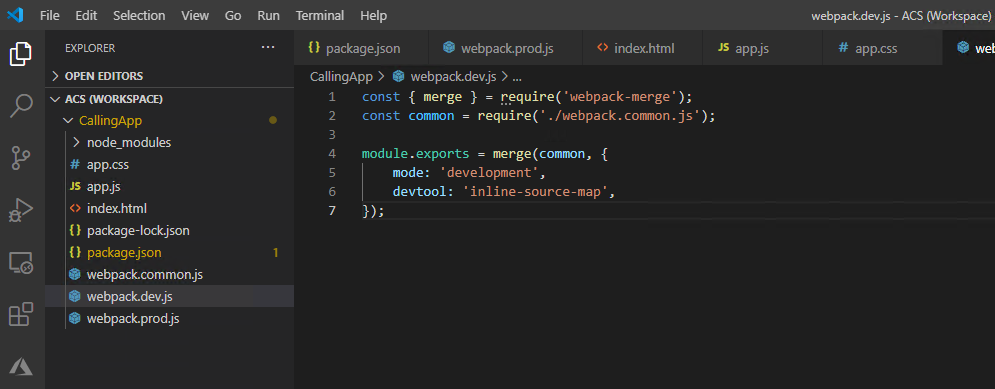 File Edit Selection View Go Run Terminal Help webpack.dev.js - ACS (Workspace)
EXPLORER ...
{ } package.json webpack.prod.js <> index.html JS app.js # app.css
OPEN EDITORS
ACS (WORKSPACE)
CallingApp
node_modules
# app.css
JS app.js
<> index.html
{ } package-lock.json
{ } package.json 1
webpack.common.js
webpack.dev.js
webpack.prod.js
CallingApp > webpack.dev.js > ...
1 const { merge } = require('webpack-merge');
2 const common = require('./webpack.common.js');
3
4 module.exports = merge(common, {
5 mode: 'development',
6 devtool: 'inline-source-map',
7 });